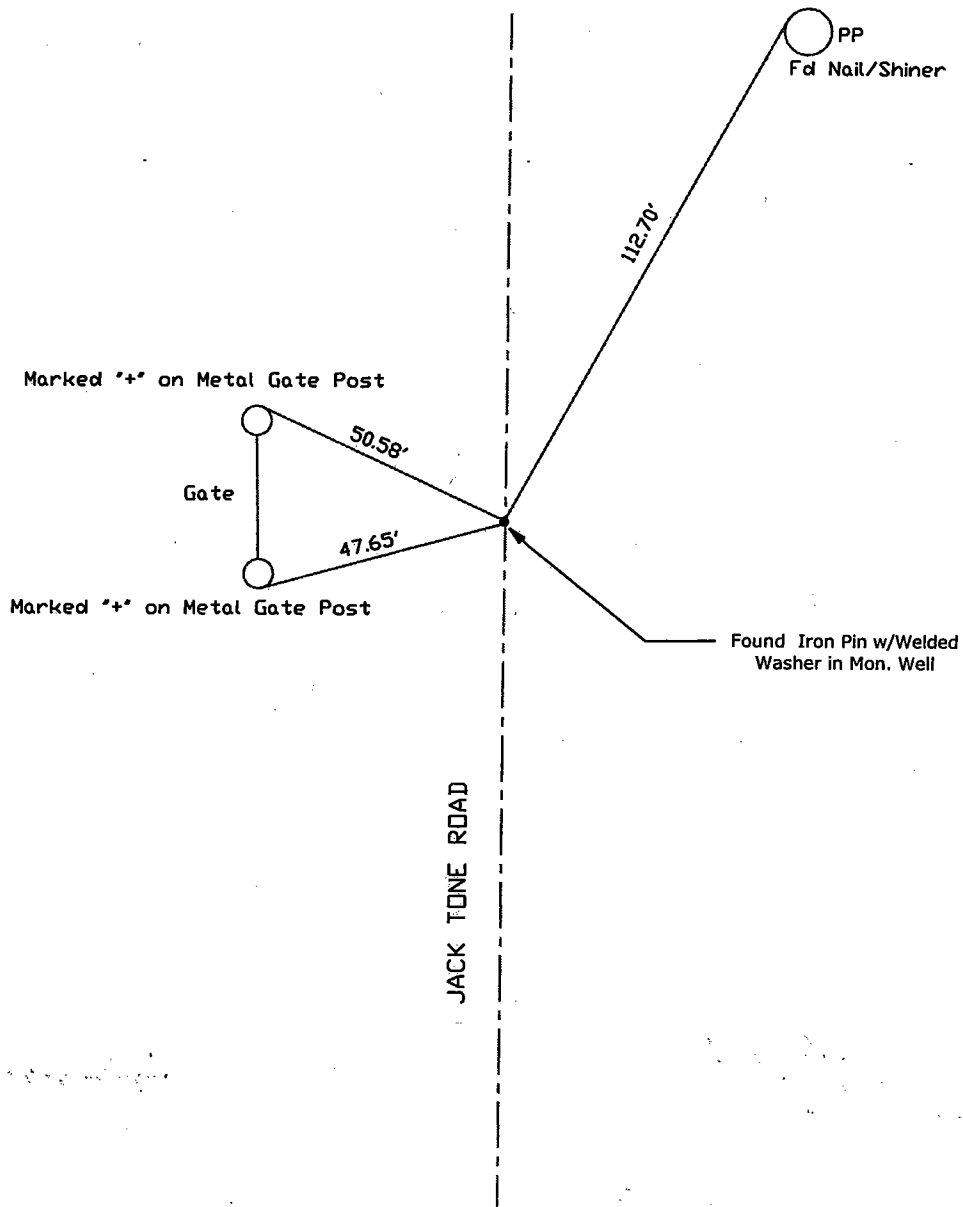 PP
Fd Nail/Shiner
112.70'
Marked "+" on Metal Gate Post
50.58'
Gate
47.65'
Marked "+" on Metal Gate Post
Found Iron Pin w/Welded
Washer in Mon. Well
JACK TONE ROAD